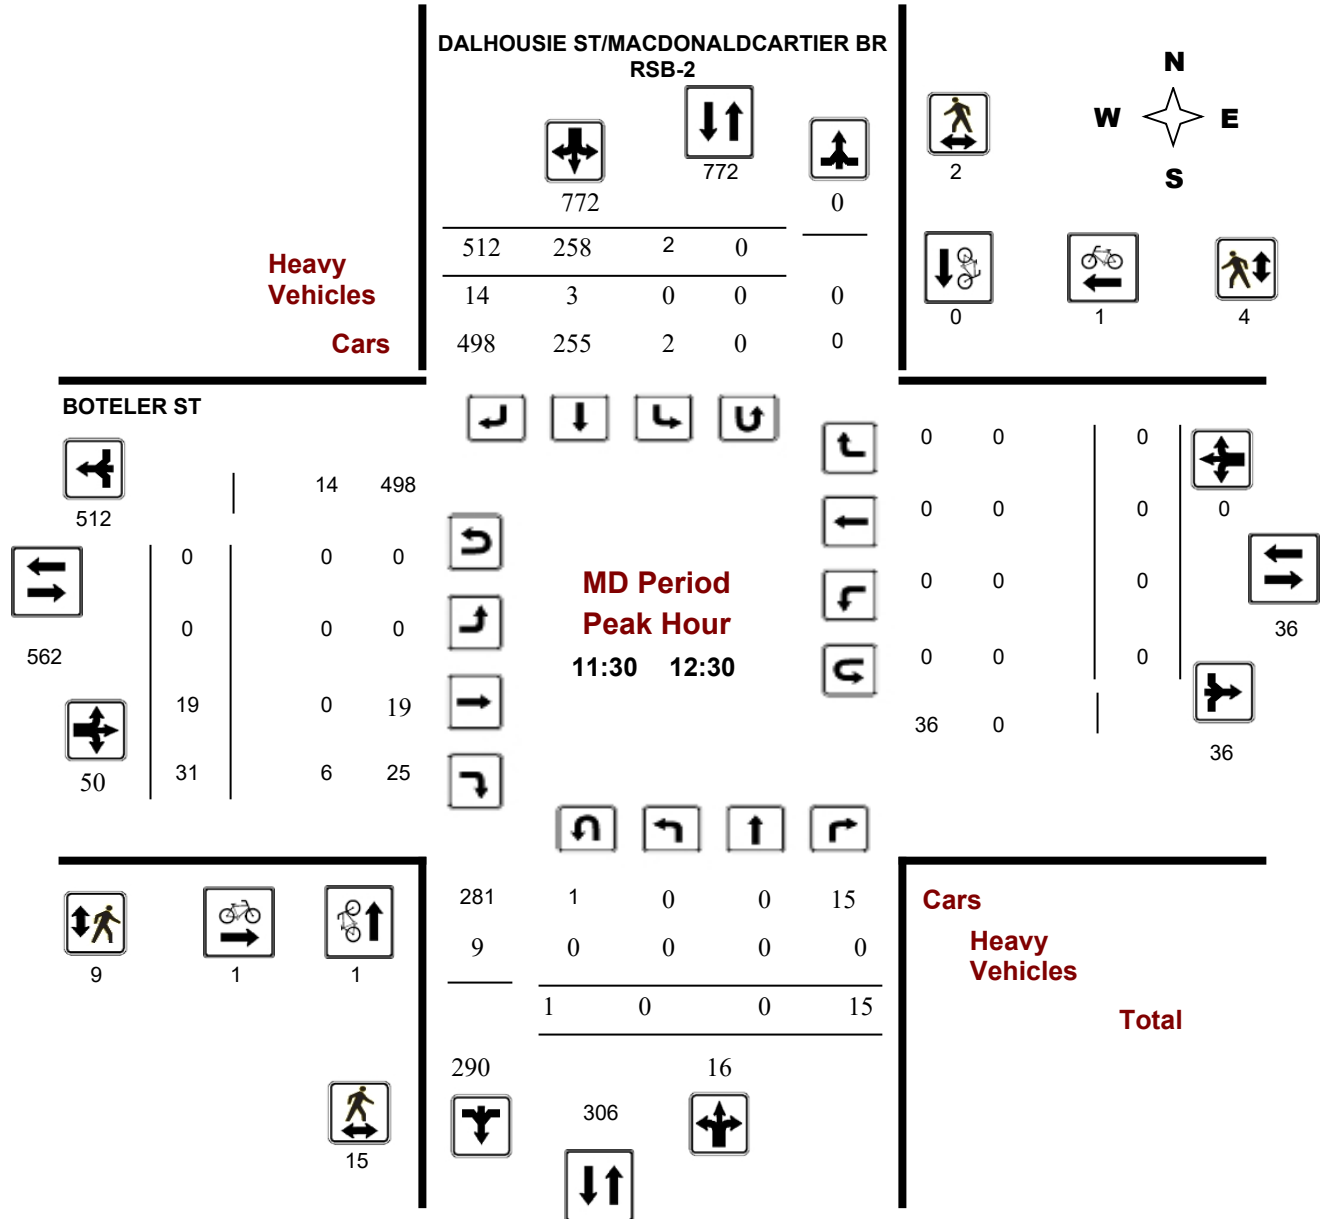 DALHOUSIE ST/MACDONALDCARTIER BR
RSB-2
N
W E
S
772
2
772 0
512 258 2 0
Heavy
Vehicles
14 3 0 0 0
0 1 4
Cars 498 255 2 0 0
BOTELER ST
0 0 0
14 498
512
0 0 0 0
0 0 0
MD Period
Peak Hour
11:30 12:30
0 0 0
36
0 0 0
562
0 0 0
19 0 19
36 0
36
50
31 6 25
281 1 0 0 15
Cars
9 0 0 0 0
Heavy
Vehicles
9 1 1
1 0 0 15
Total
290 16
306
15